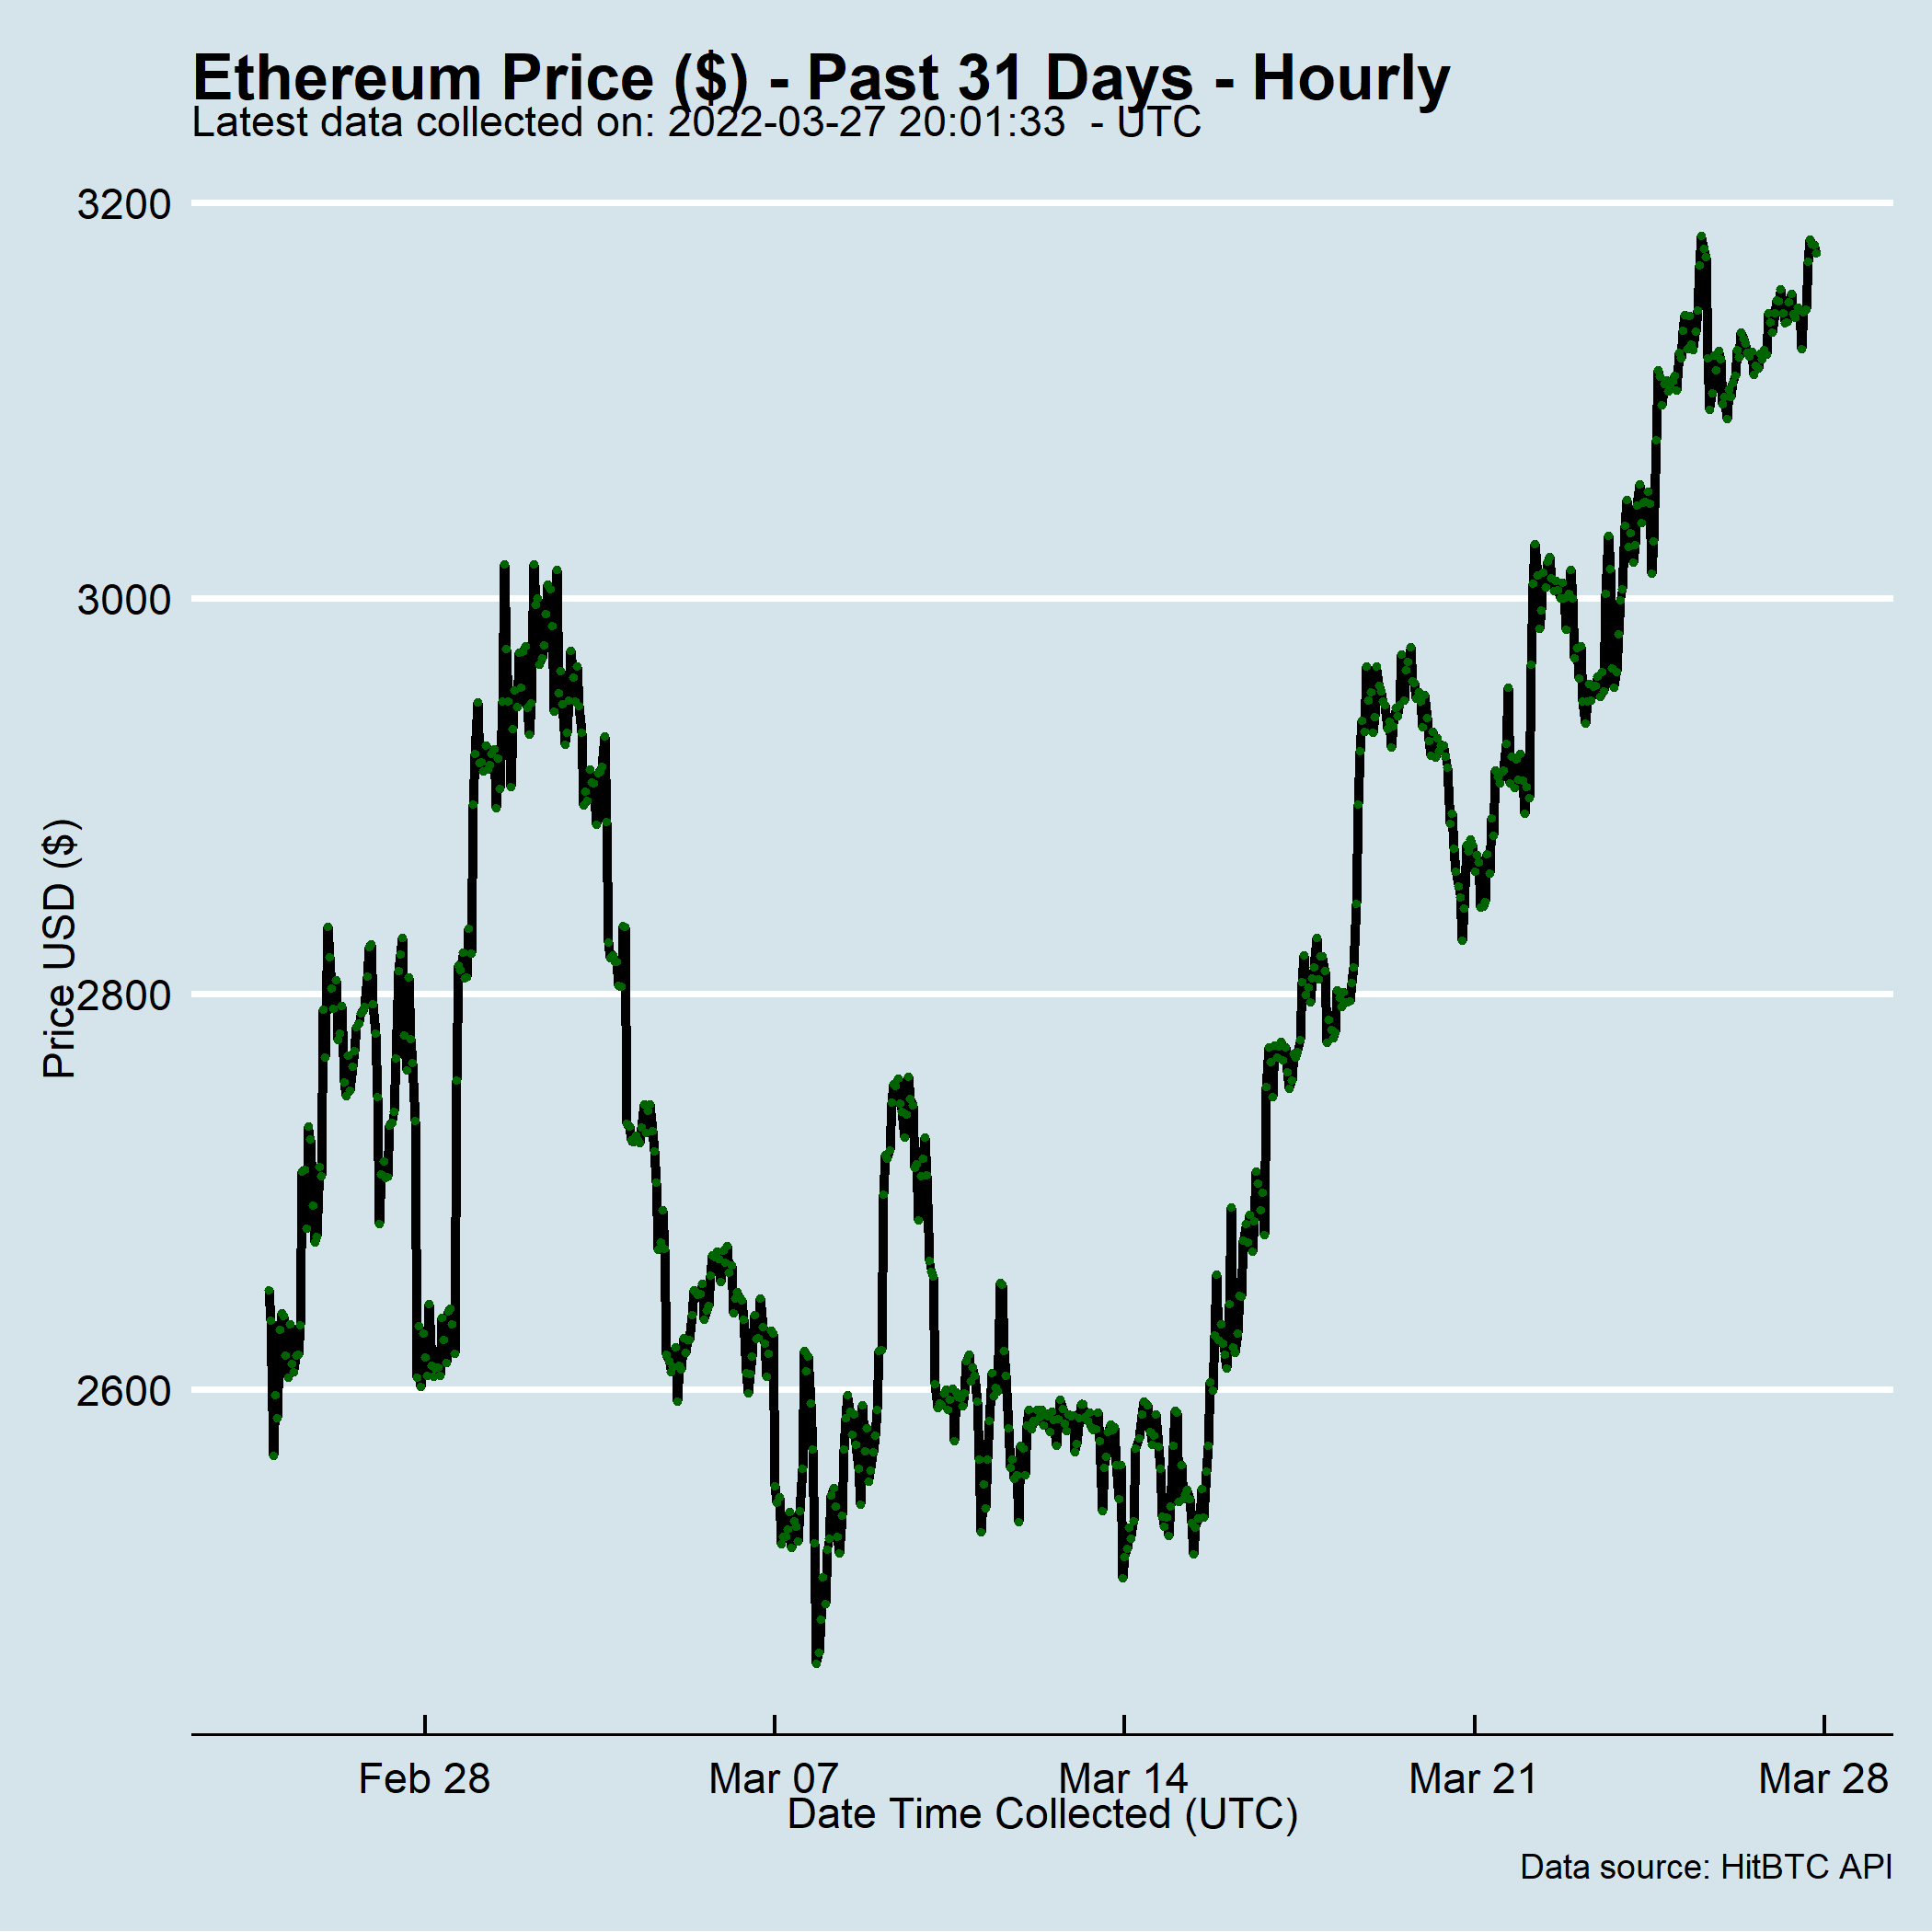 Ethereum Price ($) - Past 31 Days - Hourly
Latest data collected on: 2022-03-27 20:01:33  - UTC
3200
3000
2800
2600
Price USD ($)
Feb 28
Mar 07
Mar 14
Mar 21
Mar 28
Date Time Collected (UTC)
Data source: HitBTC API